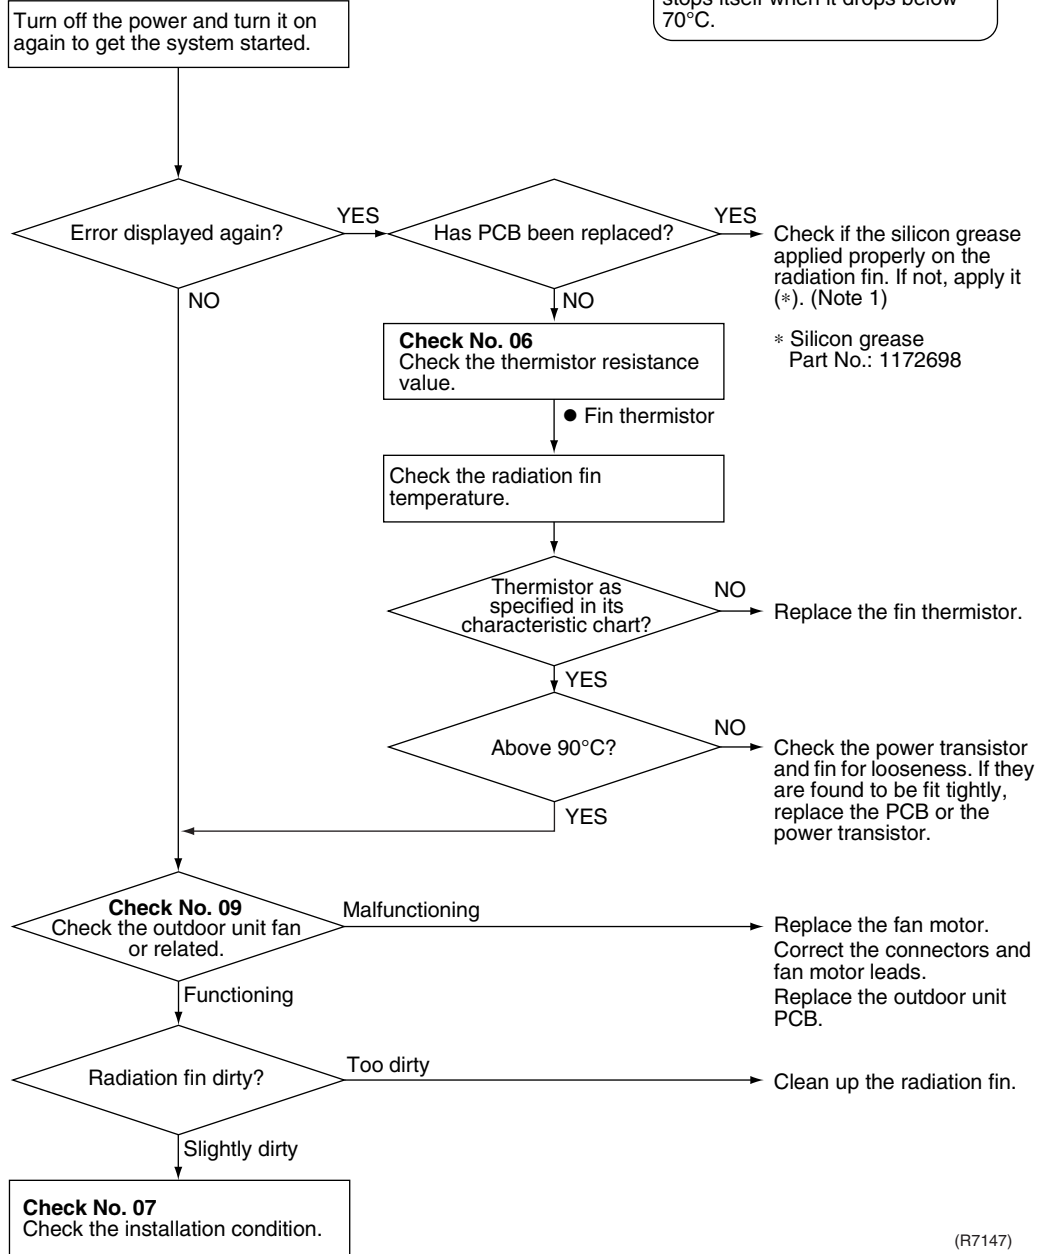 stops itself when it drops below
70°C.
Turn off the power and turn it on
again to get the system started.
Error displayed again?
YES
Has PCB been replaced?
YES
Check if the silicon grease
applied properly on the
radiation fin. If not, apply it
(∗). (Note 1)
∗ Silicon grease
Part No.: 1172698
NO
NO
Check No. 06
Check the thermistor resistance
value.
● Fin thermistor
Check the radiation fin
temperature.
Thermistor as
specified in its
characteristic chart?
NO
Replace the fin thermistor.
YES
Above 90°C?
NO
Check the power transistor
and fin for looseness. If they
are found to be fit tightly,
replace the PCB or the
power transistor.
YES
Check No. 09
Check the outdoor unit fan
or related.
Malfunctioning
Replace the fan motor.
Correct the connectors and
fan motor leads.
Replace the outdoor unit
PCB.
Functioning
Radiation fin dirty?
Too dirty
Clean up the radiation fin.
Slightly dirty
Check No. 07
Check the installation condition.
(R7147)